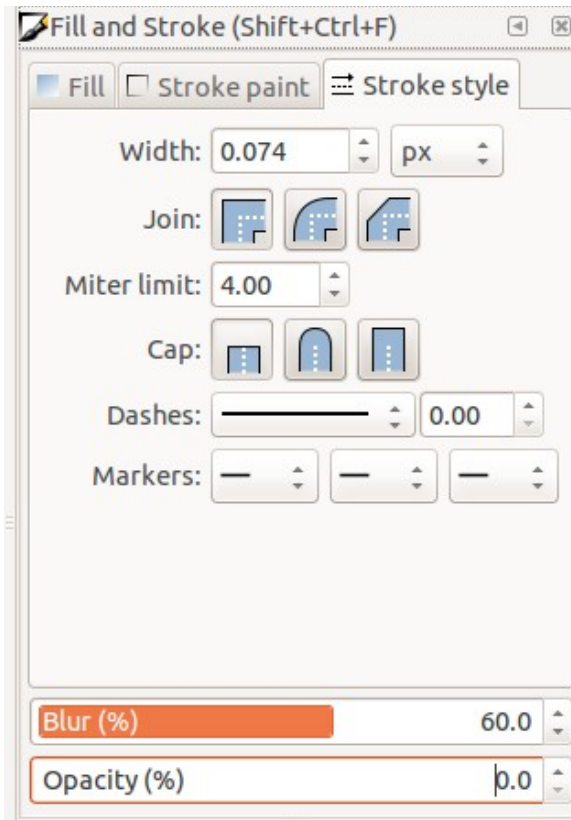 Fill and Stroke (Shift+Ctrl+F)
Fill Stroke paint Stroke style
Width: 0.074 px
Join:
Miter limit: 4.00
Cap:
Dashes: 0.00
Markers:
Blur (%) 60.0
Opacity (%) 0.0